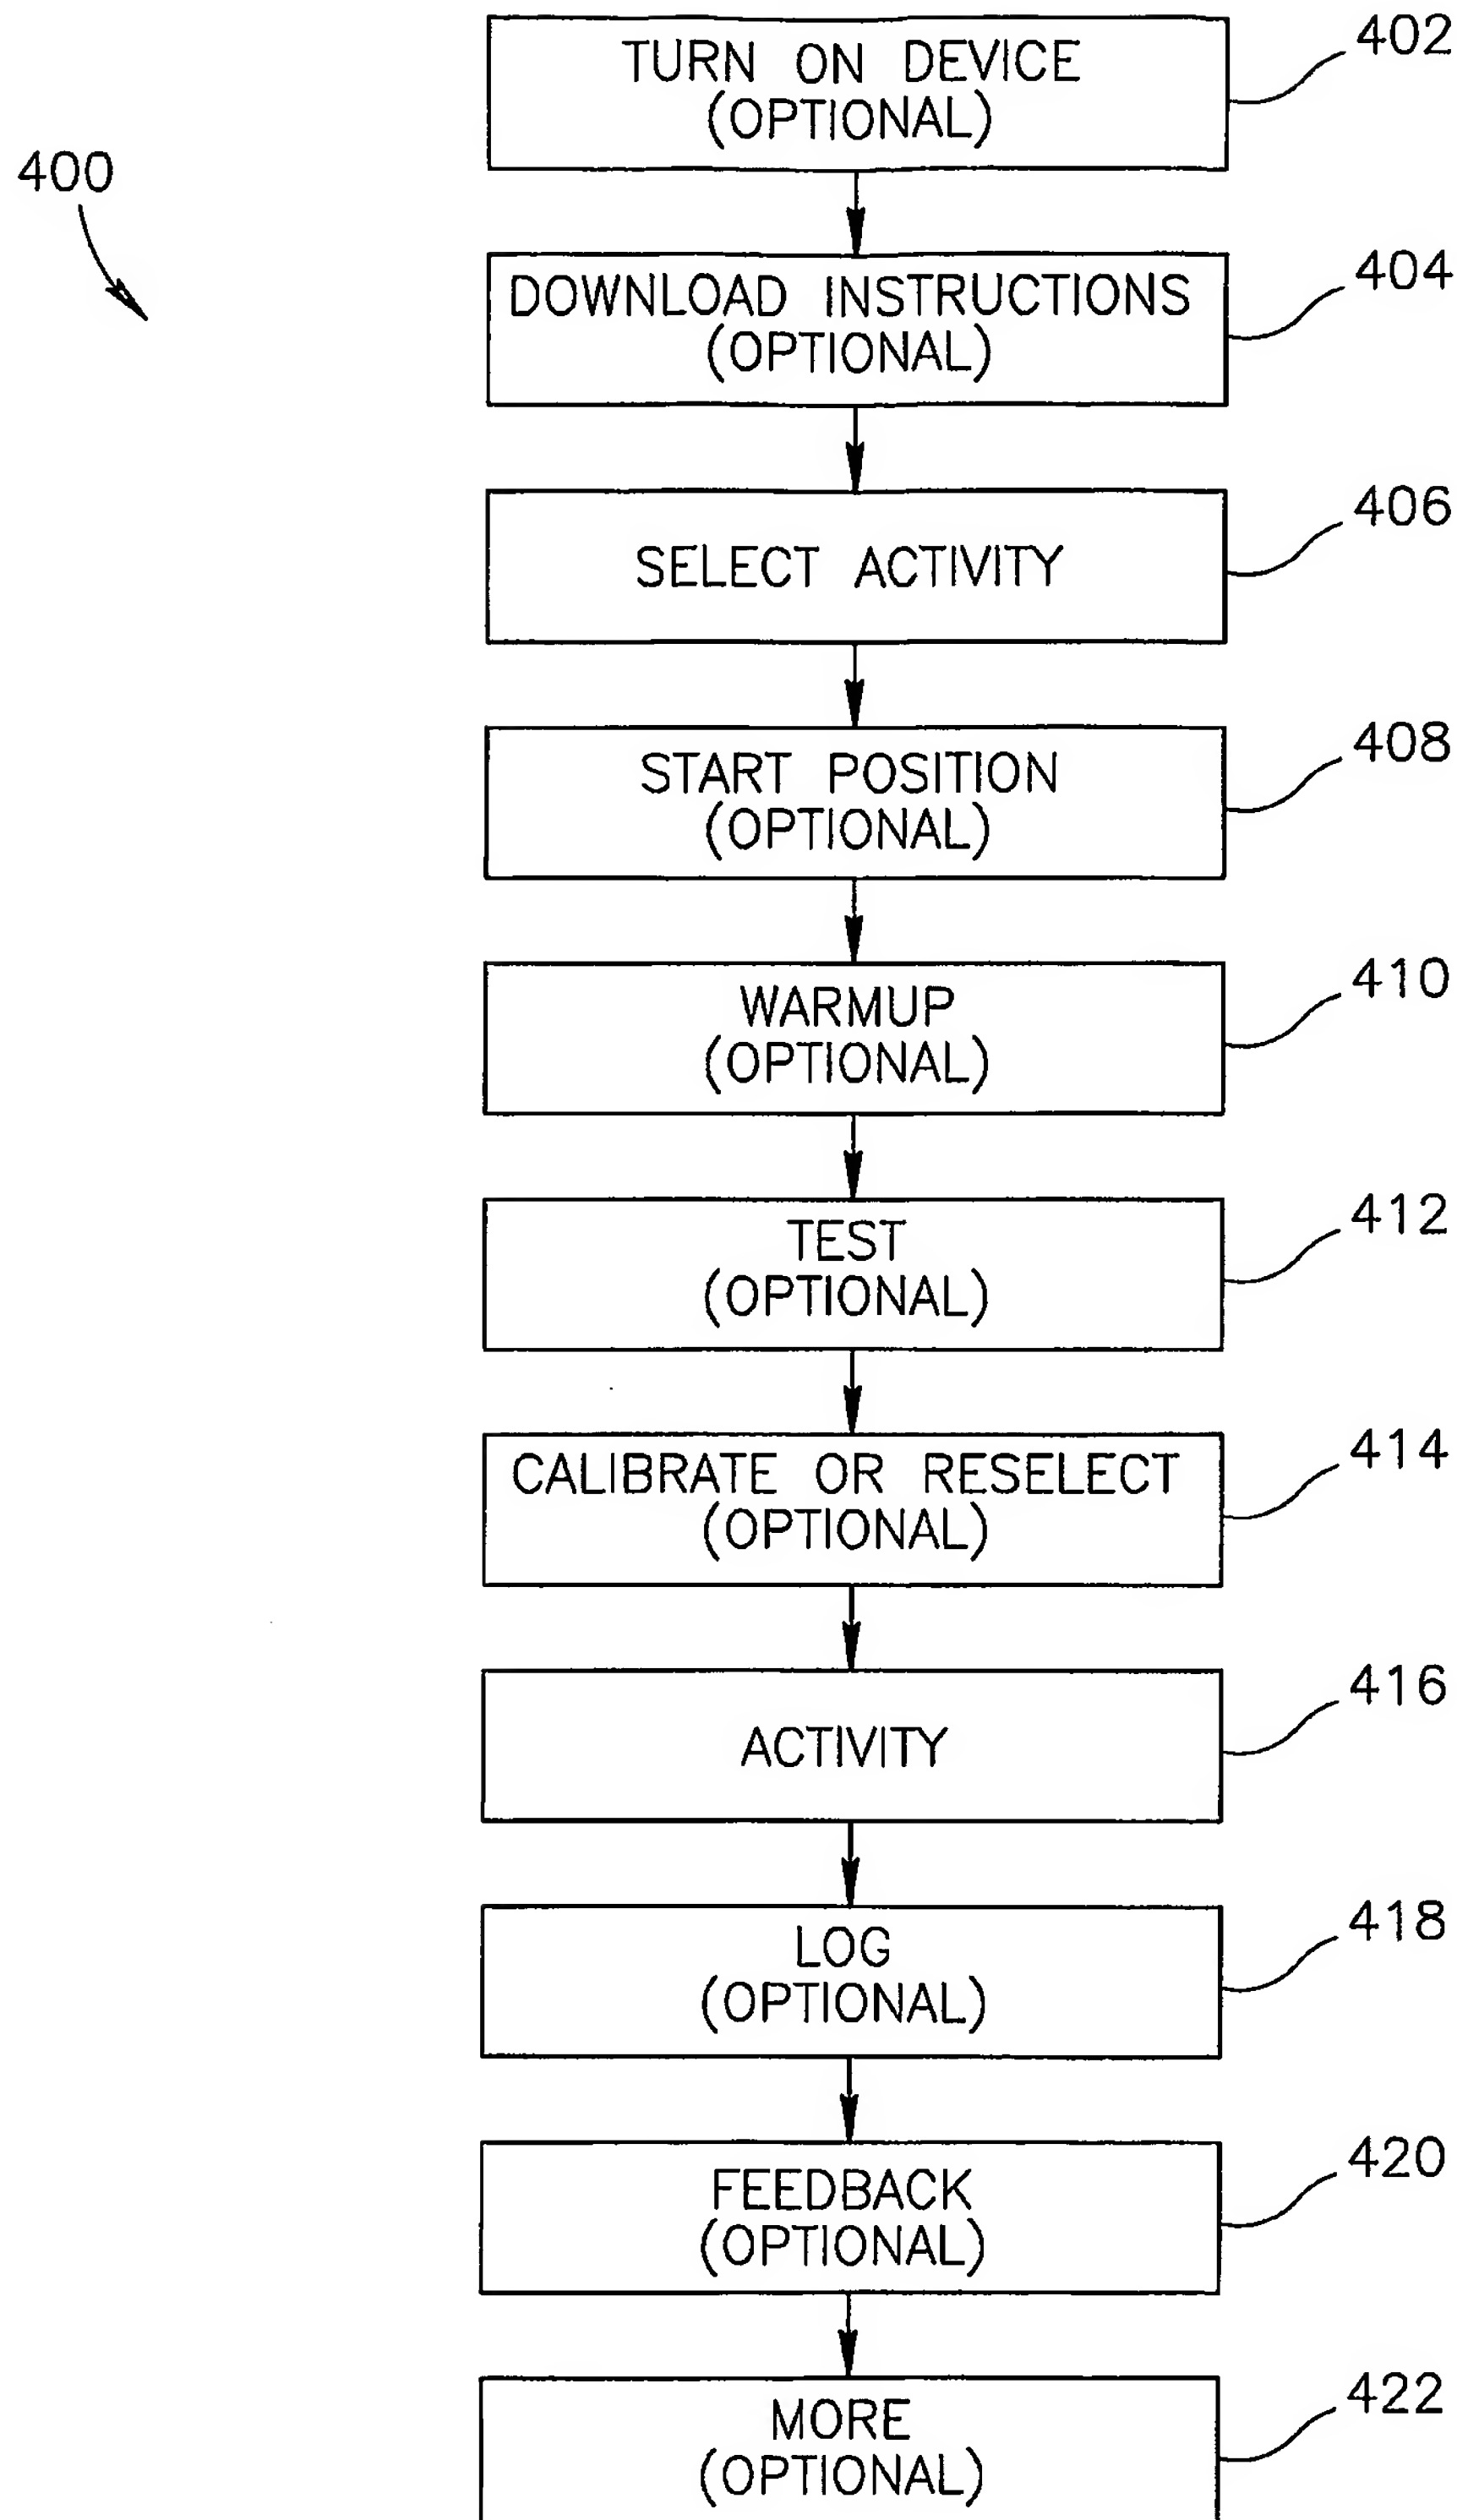 TURN ON DEVICE
(OPTIONAL)
402
400
DOWNLOAD INSTRUCTIONS
(OPTIONAL)
404
SELECT ACTIVITY
406
START POSITION
(OPTIONAL)
408
WARMUP
(OPTIONAL)
410
TEST
(OPTIONAL)
412
CALIBRATE OR RESELECT
(OPTIONAL)
414
ACTIVITY
416
LOG
(OPTIONAL)
418
FEEDBACK
(OPTIONAL)
420
MORE
(OPTIONAL)
422